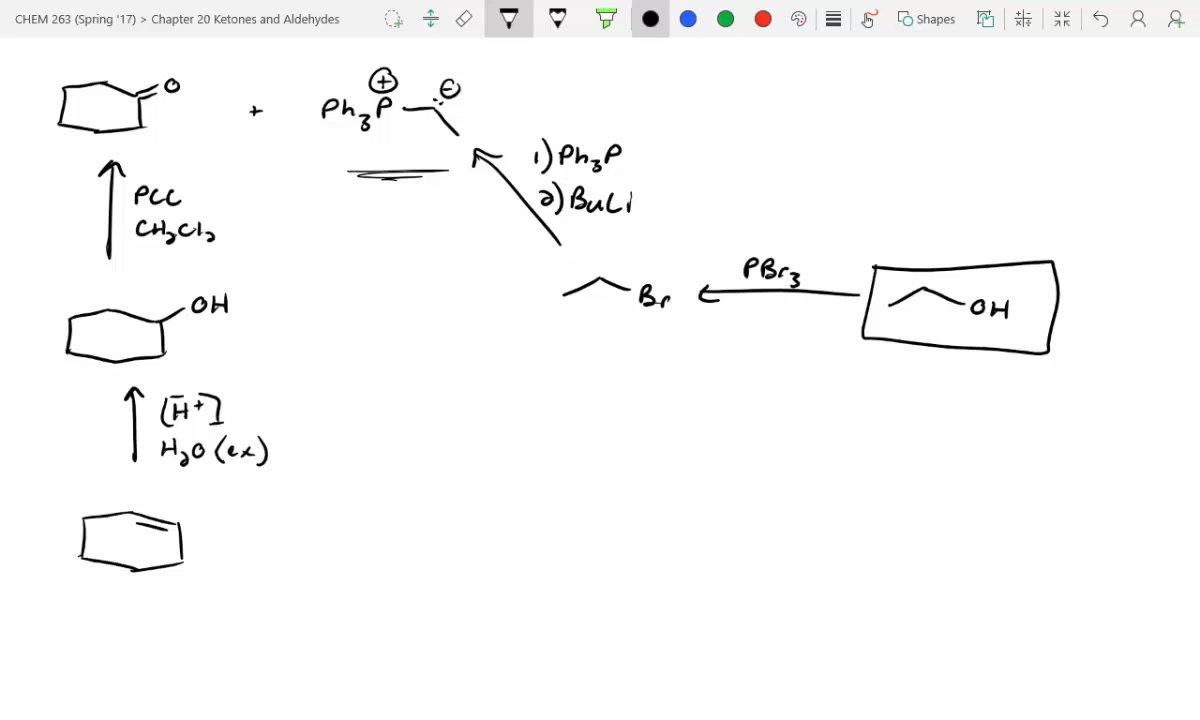 CHEM 263 (Spring '17) > Chapter 20 Ketones and Aldehydes
Shapes
O
+
Ph₃P⊕ ⊖
1) Ph₃P
2) BuLi
PCC
CH₂Cl₂
PBr₃
Br
OH
OH
[H⁺]
H₂O (ex)